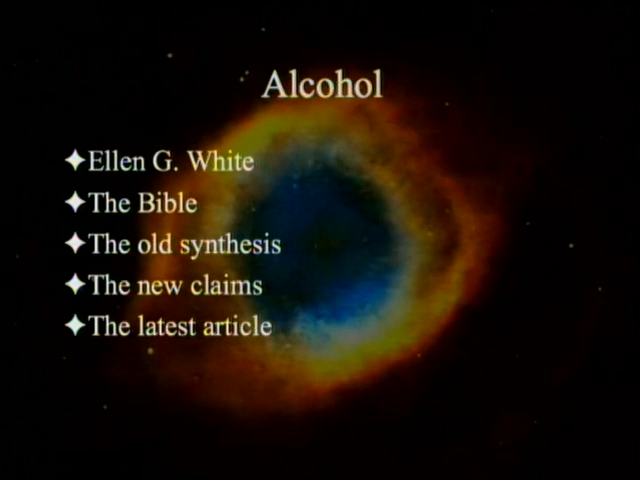 Alcohol
✦Ellen G. White
✦The Bible
✦The old synthesis
✦The new claims
✦The latest article